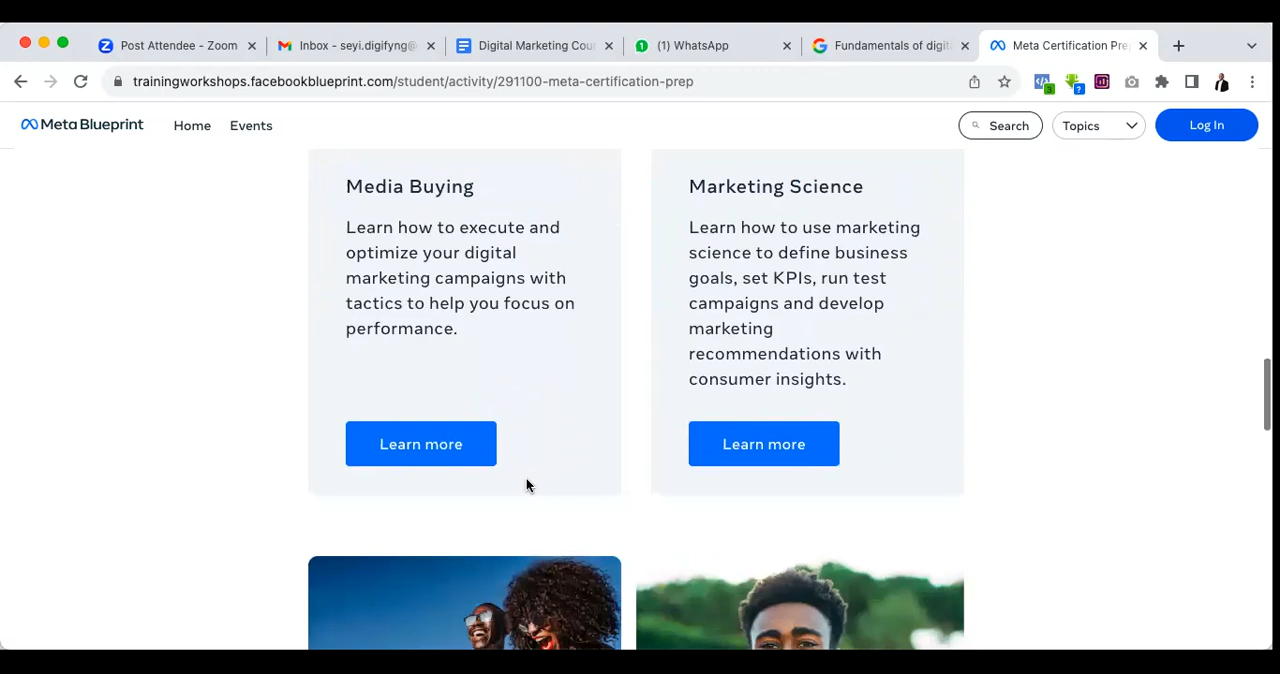 Post Attendee - Zoom
Inbox - seyi.digifyng@
Digital Marketing Cou
1
(1) WhatsApp
Fundamentals of digit
Meta Certification Pre
trainingworkshops.facebookblueprint.com/student/activity/291100-meta-certification-prep
3
?
Meta Blueprint
Home
Events
Search
Topics
Log In
Media Buying
Learn how to execute and
optimize your digital
marketing campaigns with
tactics to help you focus on
performance.
Learn more
Marketing Science
Learn how to use marketing
science to define business
goals, set KPIs, run test
campaigns and develop
marketing
recommendations with
consumer insights.
Learn more